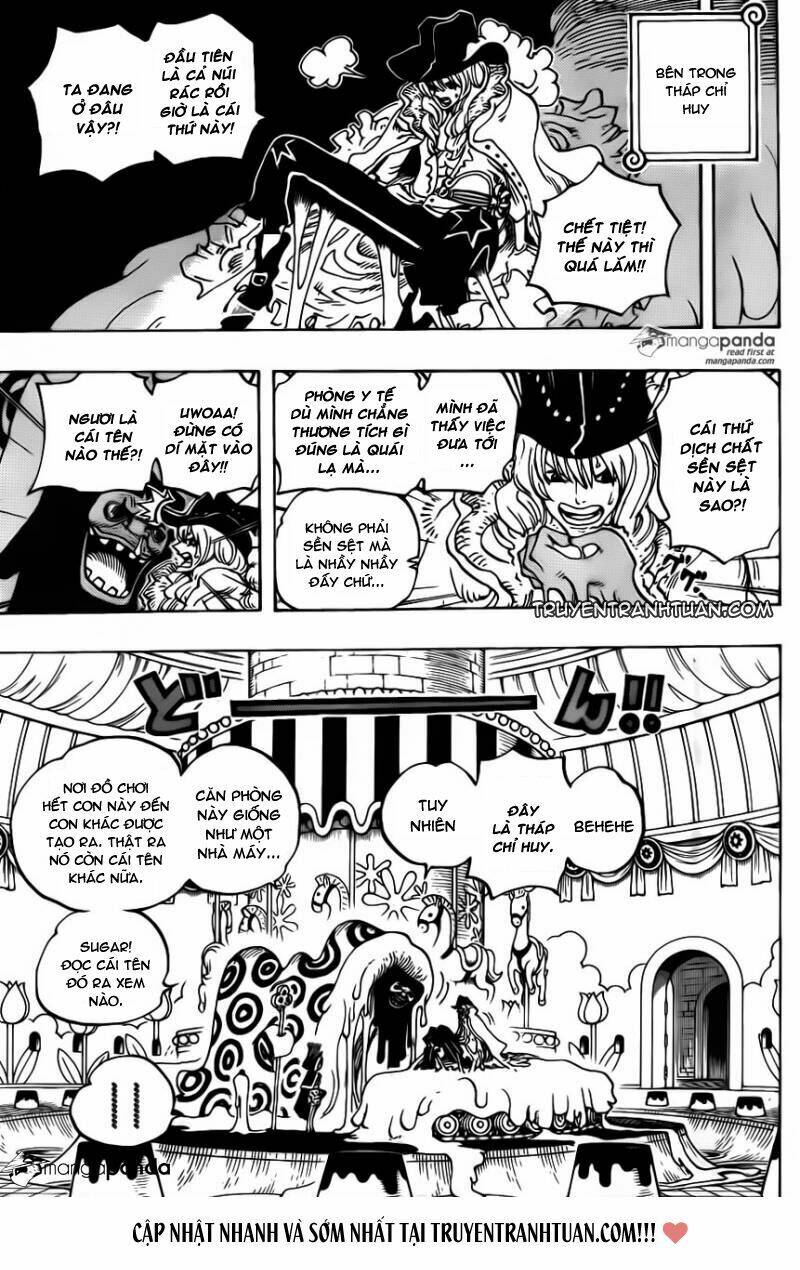 BÊN TRONG
THÁP CHỈ
HUY
ĐẦU TIÊN
LÀ CẢ NÚI
RÁC RỒI
GIỜ LÀ CÁI
THỨ NÀY!
TA ĐANG
Ở ĐÂU
VẬY?!
CHẾT TIỆT!
THẾ NÀY THÌ
QUÁ LẮM!!
mangapanda
read first at
mangapanda.com
CÁI THỨ
DỊCH CHẤT
SỀN SỆT
NÀY LÀ
SAO?!
MÌNH ĐÃ
THẤY VIỆC
ĐƯA TỚI
...
PHÒNG Y TẾ
DÙ MÌNH CHẲNG
THƯƠNG TÍCH GÌ
ĐÚNG LÀ QUÁI
LẠ MÀ...
KHÔNG PHẢI
SỀN SỆT MÀ
LÀ NHẦY NHẦY
ĐẤY CHỨ...
UWOAA!
ĐỪNG CÓ
DÍ MẶT VÀO
ĐÂY!!
NGƯƠI LÀ
CÁI TÊN
NÀO THẾ?!
TRUYENTRANHTUAN.COM
ど ー ん!!
BEHEHE
ĐÂY
LÀ THÁP
CHỈ HUY.
TUY
NHIÊN
CĂN PHÒNG
NÀY GIỐNG
NHƯ MỘT
NHÀ MÁY...
NƠI ĐỒ CHƠI
HẾT CON NÀY ĐẾN
CON KHÁC ĐƯỢC
TẠO RA. THẬT RA
NÓ CÒN CÁI TÊN
KHÁC NỮA.
SUGAR!
ĐỌC CÁI TÊN
ĐÓ RA XEM
NÀO.
mangapanda
CẬP NHẬT NHANH VÀ SỚM NHẤT TẠI TRUYENTRANHTUAN.COM!!!